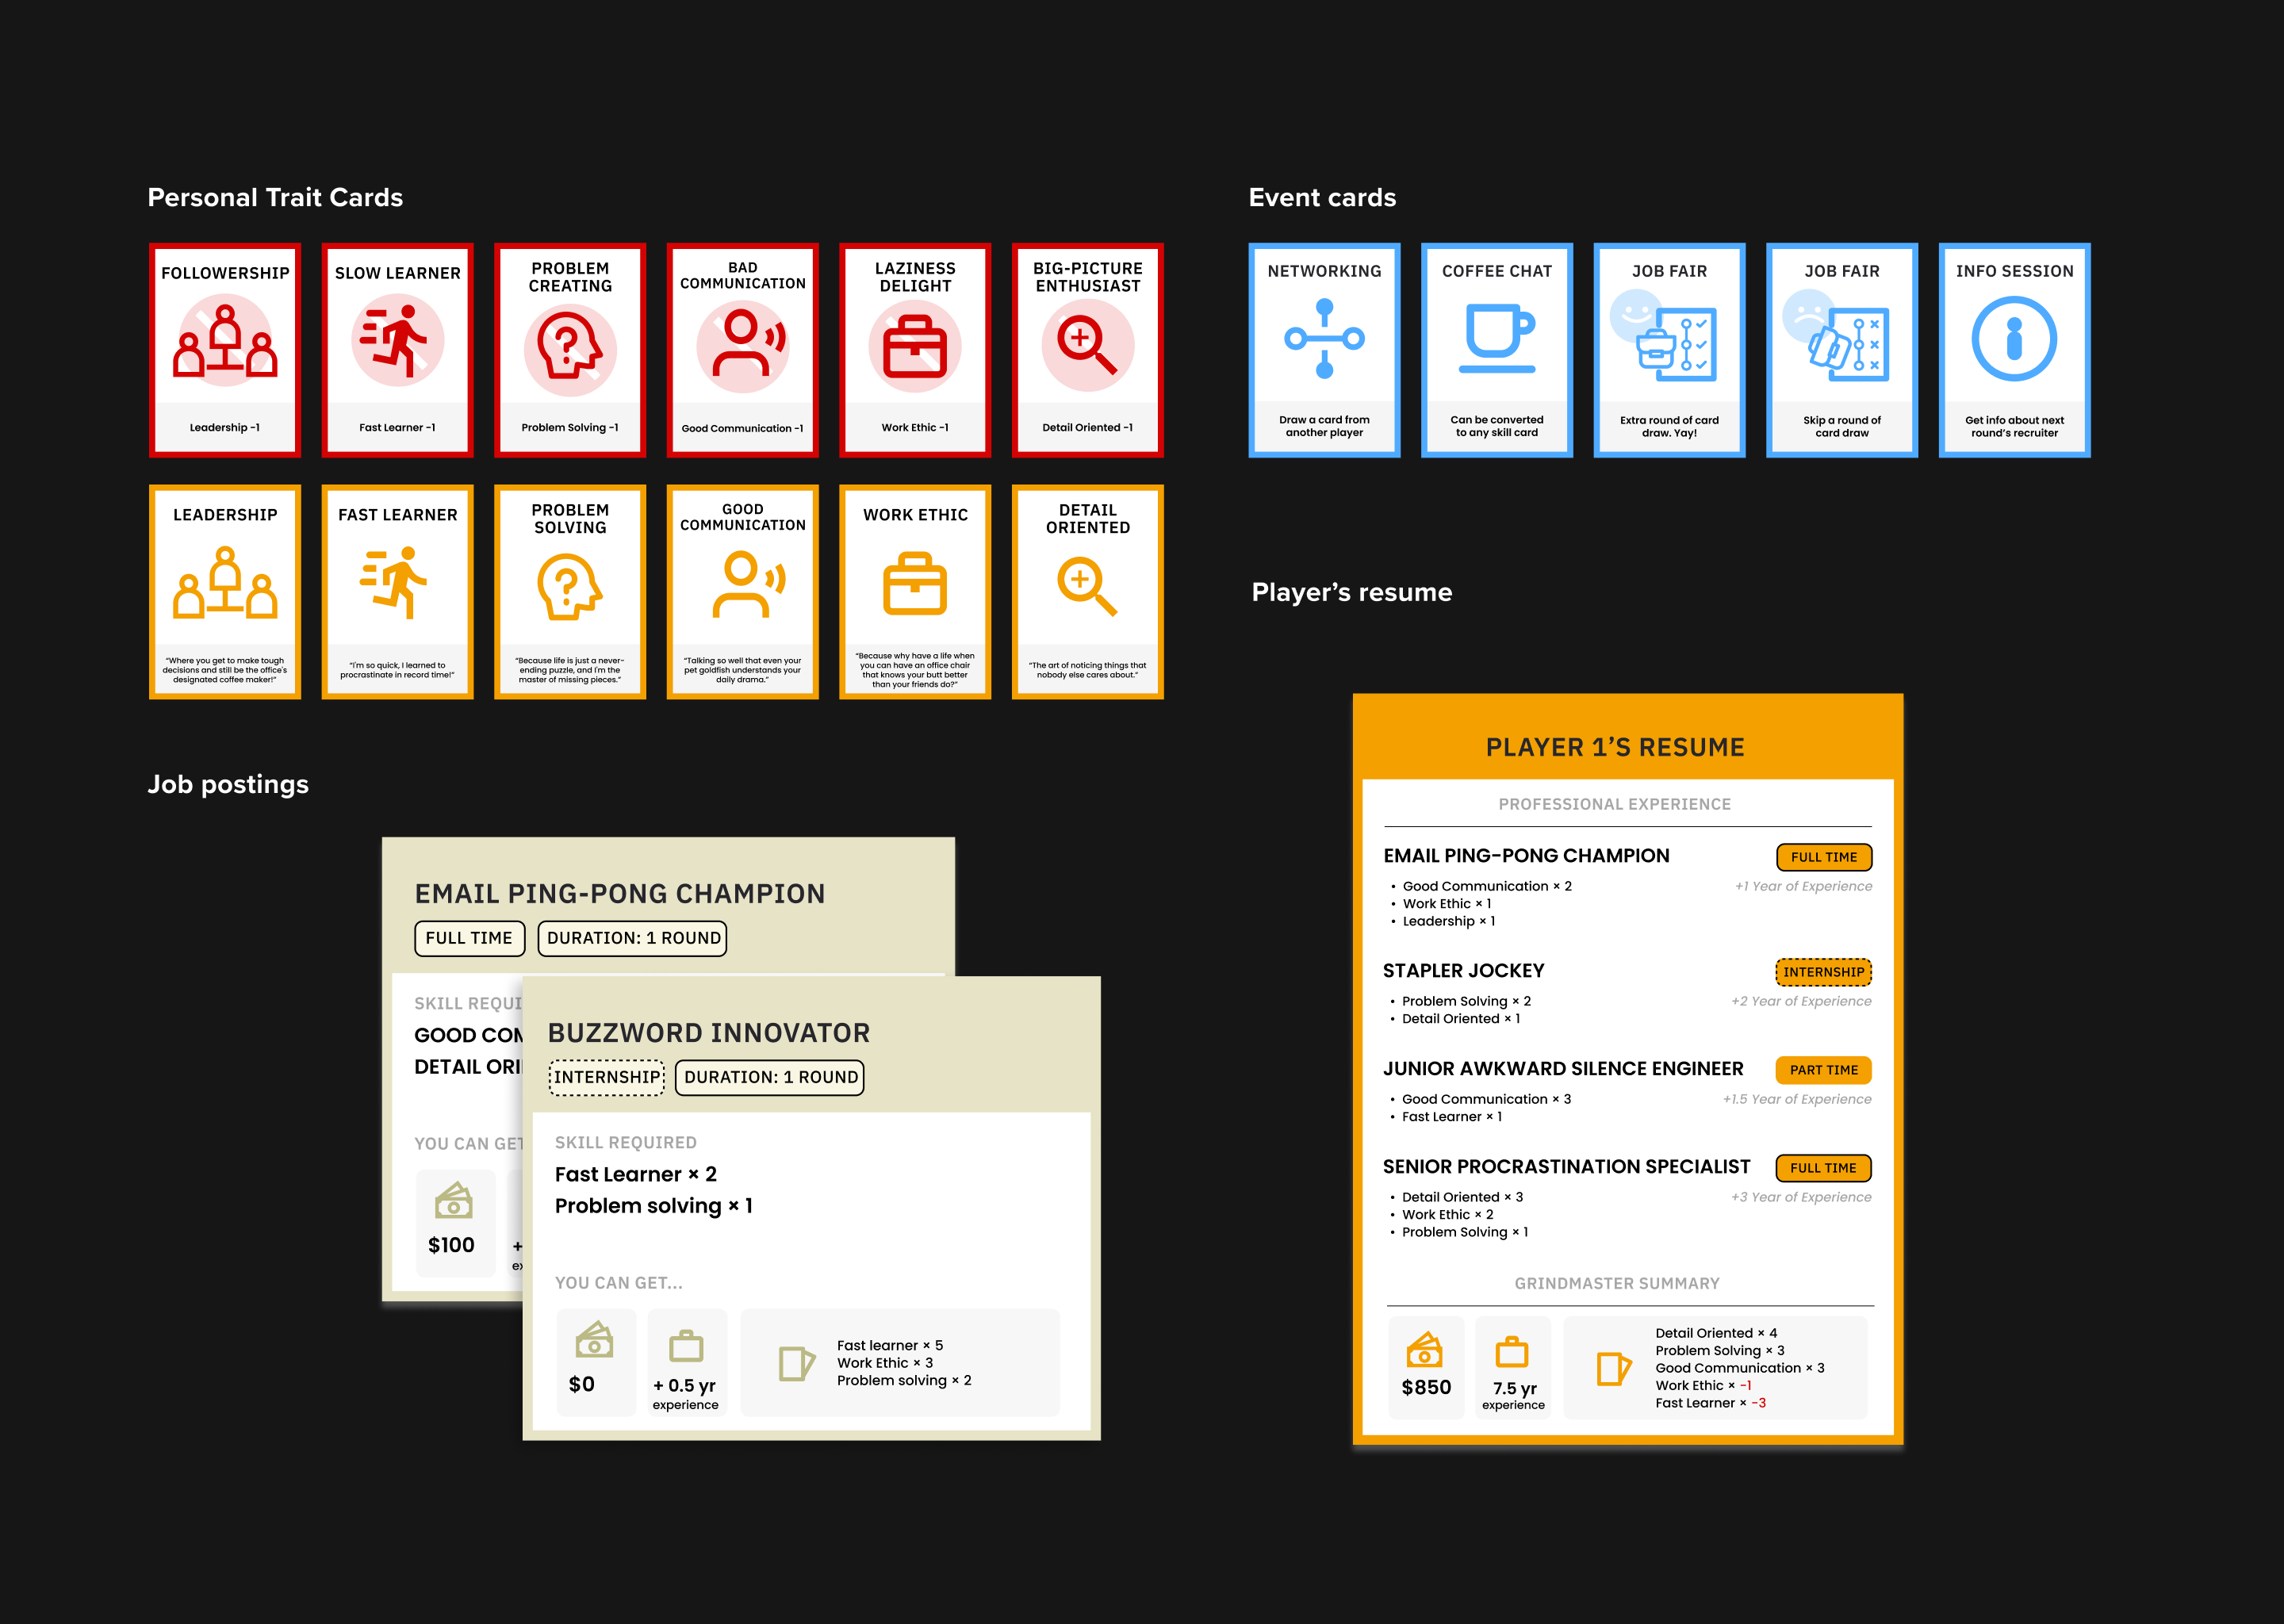 Personal Trait Cards
FOLLOWERSHIP
Leadership -1
SLOW LEARNER
Fast Learner -1
PROBLEM
CREATING
Problem Solving -1
BAD
COMMUNICATION
Good Communication -1
LAZINESS
DELIGHT
Work Ethic -1
BIG-PICTURE
ENTHUSIAST
Detail Oriented -1
LEADERSHIP
“Where you get to make tough
decisions and still be the office's
designated coffee maker!”
FAST LEARNER
“I'm so quick, I learned to
procrastinate in record time!”
PROBLEM
SOLVING
“Because life is just a never-
ending puzzle, and I'm the
master of missing pieces.”
GOOD
COMMUNICATION
“Talking so well that even your
pet goldfish understands your
daily drama.”
WORK ETHIC
“Because why have a life when
you can have an office chair
that knows your butt better
than your friends do?”
DETAIL
ORIENTED
“The art of noticing things that
nobody else cares about.”
Event cards
NETWORKING
Draw a card from
another player
COFFEE CHAT
Can be converted
to any skill card
JOB FAIR
Extra round of card
draw. Yay!
JOB FAIR
Skip a round of
card draw
INFO SESSION
Get info about next
round’s recruiter
Job postings
EMAIL PING-PONG CHAMPION
FULL TIME
DURATION: 1 ROUND
SKILL REQUI
GOOD COM
DETAIL ORI
YOU CAN GET
$100
+
ex
BUZZWORD INNOVATOR
INTERNSHIP
DURATION: 1 ROUND
SKILL REQUIRED
Fast Learner × 2
Problem solving × 1
YOU CAN GET...
$0
+ 0.5 yr
experience
Fast learner × 5
Work Ethic × 3
Problem solving × 2
Player’s resume
PLAYER 1’S RESUME
PROFESSIONAL EXPERIENCE
EMAIL PING-PONG CHAMPION
FULL TIME
+1 Year of Experience
• Good Communication × 2
• Work Ethic × 1
• Leadership × 1
STAPLER JOCKEY
INTERNSHIP
+2 Year of Experience
• Problem Solving × 2
• Detail Oriented × 1
JUNIOR AWKWARD SILENCE ENGINEER
PART TIME
+1.5 Year of Experience
• Good Communication × 3
• Fast Learner × 1
SENIOR PROCRASTINATION SPECIALIST
FULL TIME
+3 Year of Experience
• Detail Oriented × 3
• Work Ethic × 2
• Problem Solving × 1
GRINDMASTER SUMMARY
$850
7.5 yr
experience
Detail Oriented × 4
Problem Solving × 3
Good Communication × 3
Work Ethic × -1
Fast Learner × -3